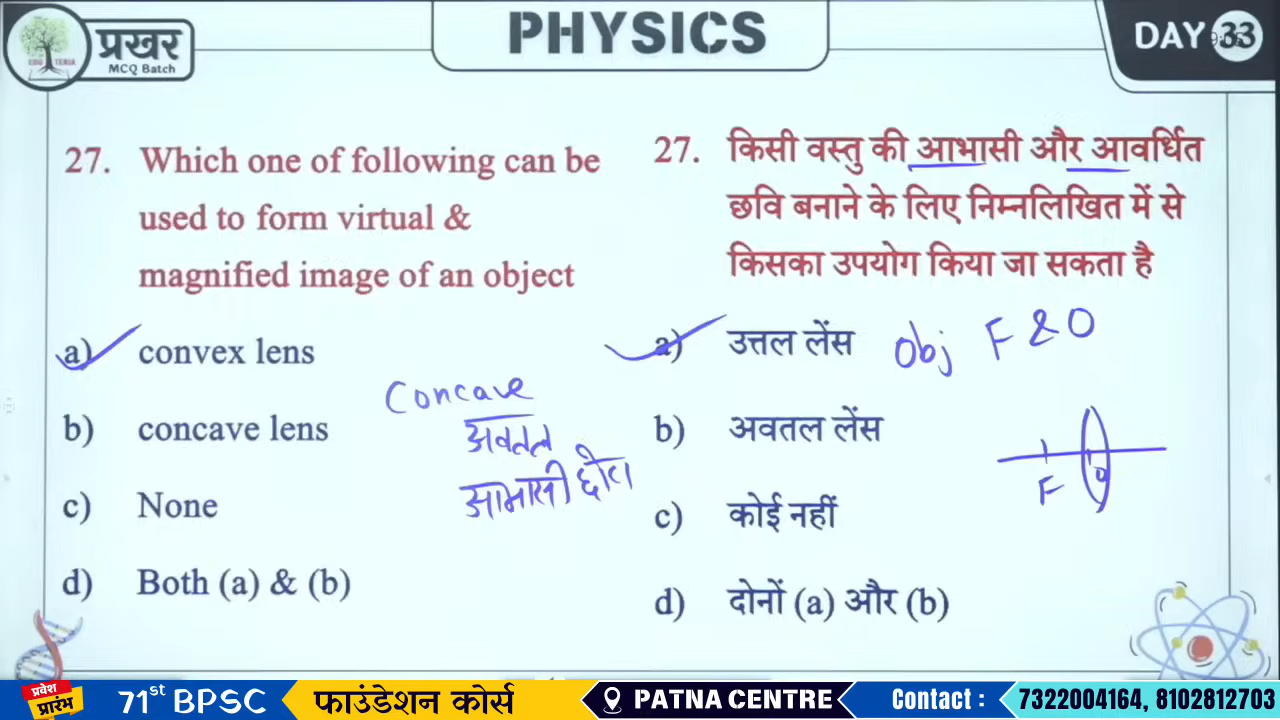 प्रखर
MCQ Batch
EDU TERIA
PHYSICS
DAY 33
27. Which one of following can be
used to form virtual &
magnified image of an object
a) convex lens
b) concave lens
c) None
d) Both (a) & (b)
Concave
अवतल
आभासी छोटा
27. किसी वस्तु की आभासी और आवर्धित
छवि बनाने के लिए निम्नलिखित में से
किसका उपयोग किया जा सकता है
a) उत्तल लेंस
Obj F & O
b) अवतल लेंस
F O
c) कोई नहीं
d) दोनों (a) और (b)
प्रवेश
प्रारंभ
71st BPSC
फाउंडेशन कोर्स
PATNA CENTRE
Contact :
7322004164, 8102812703